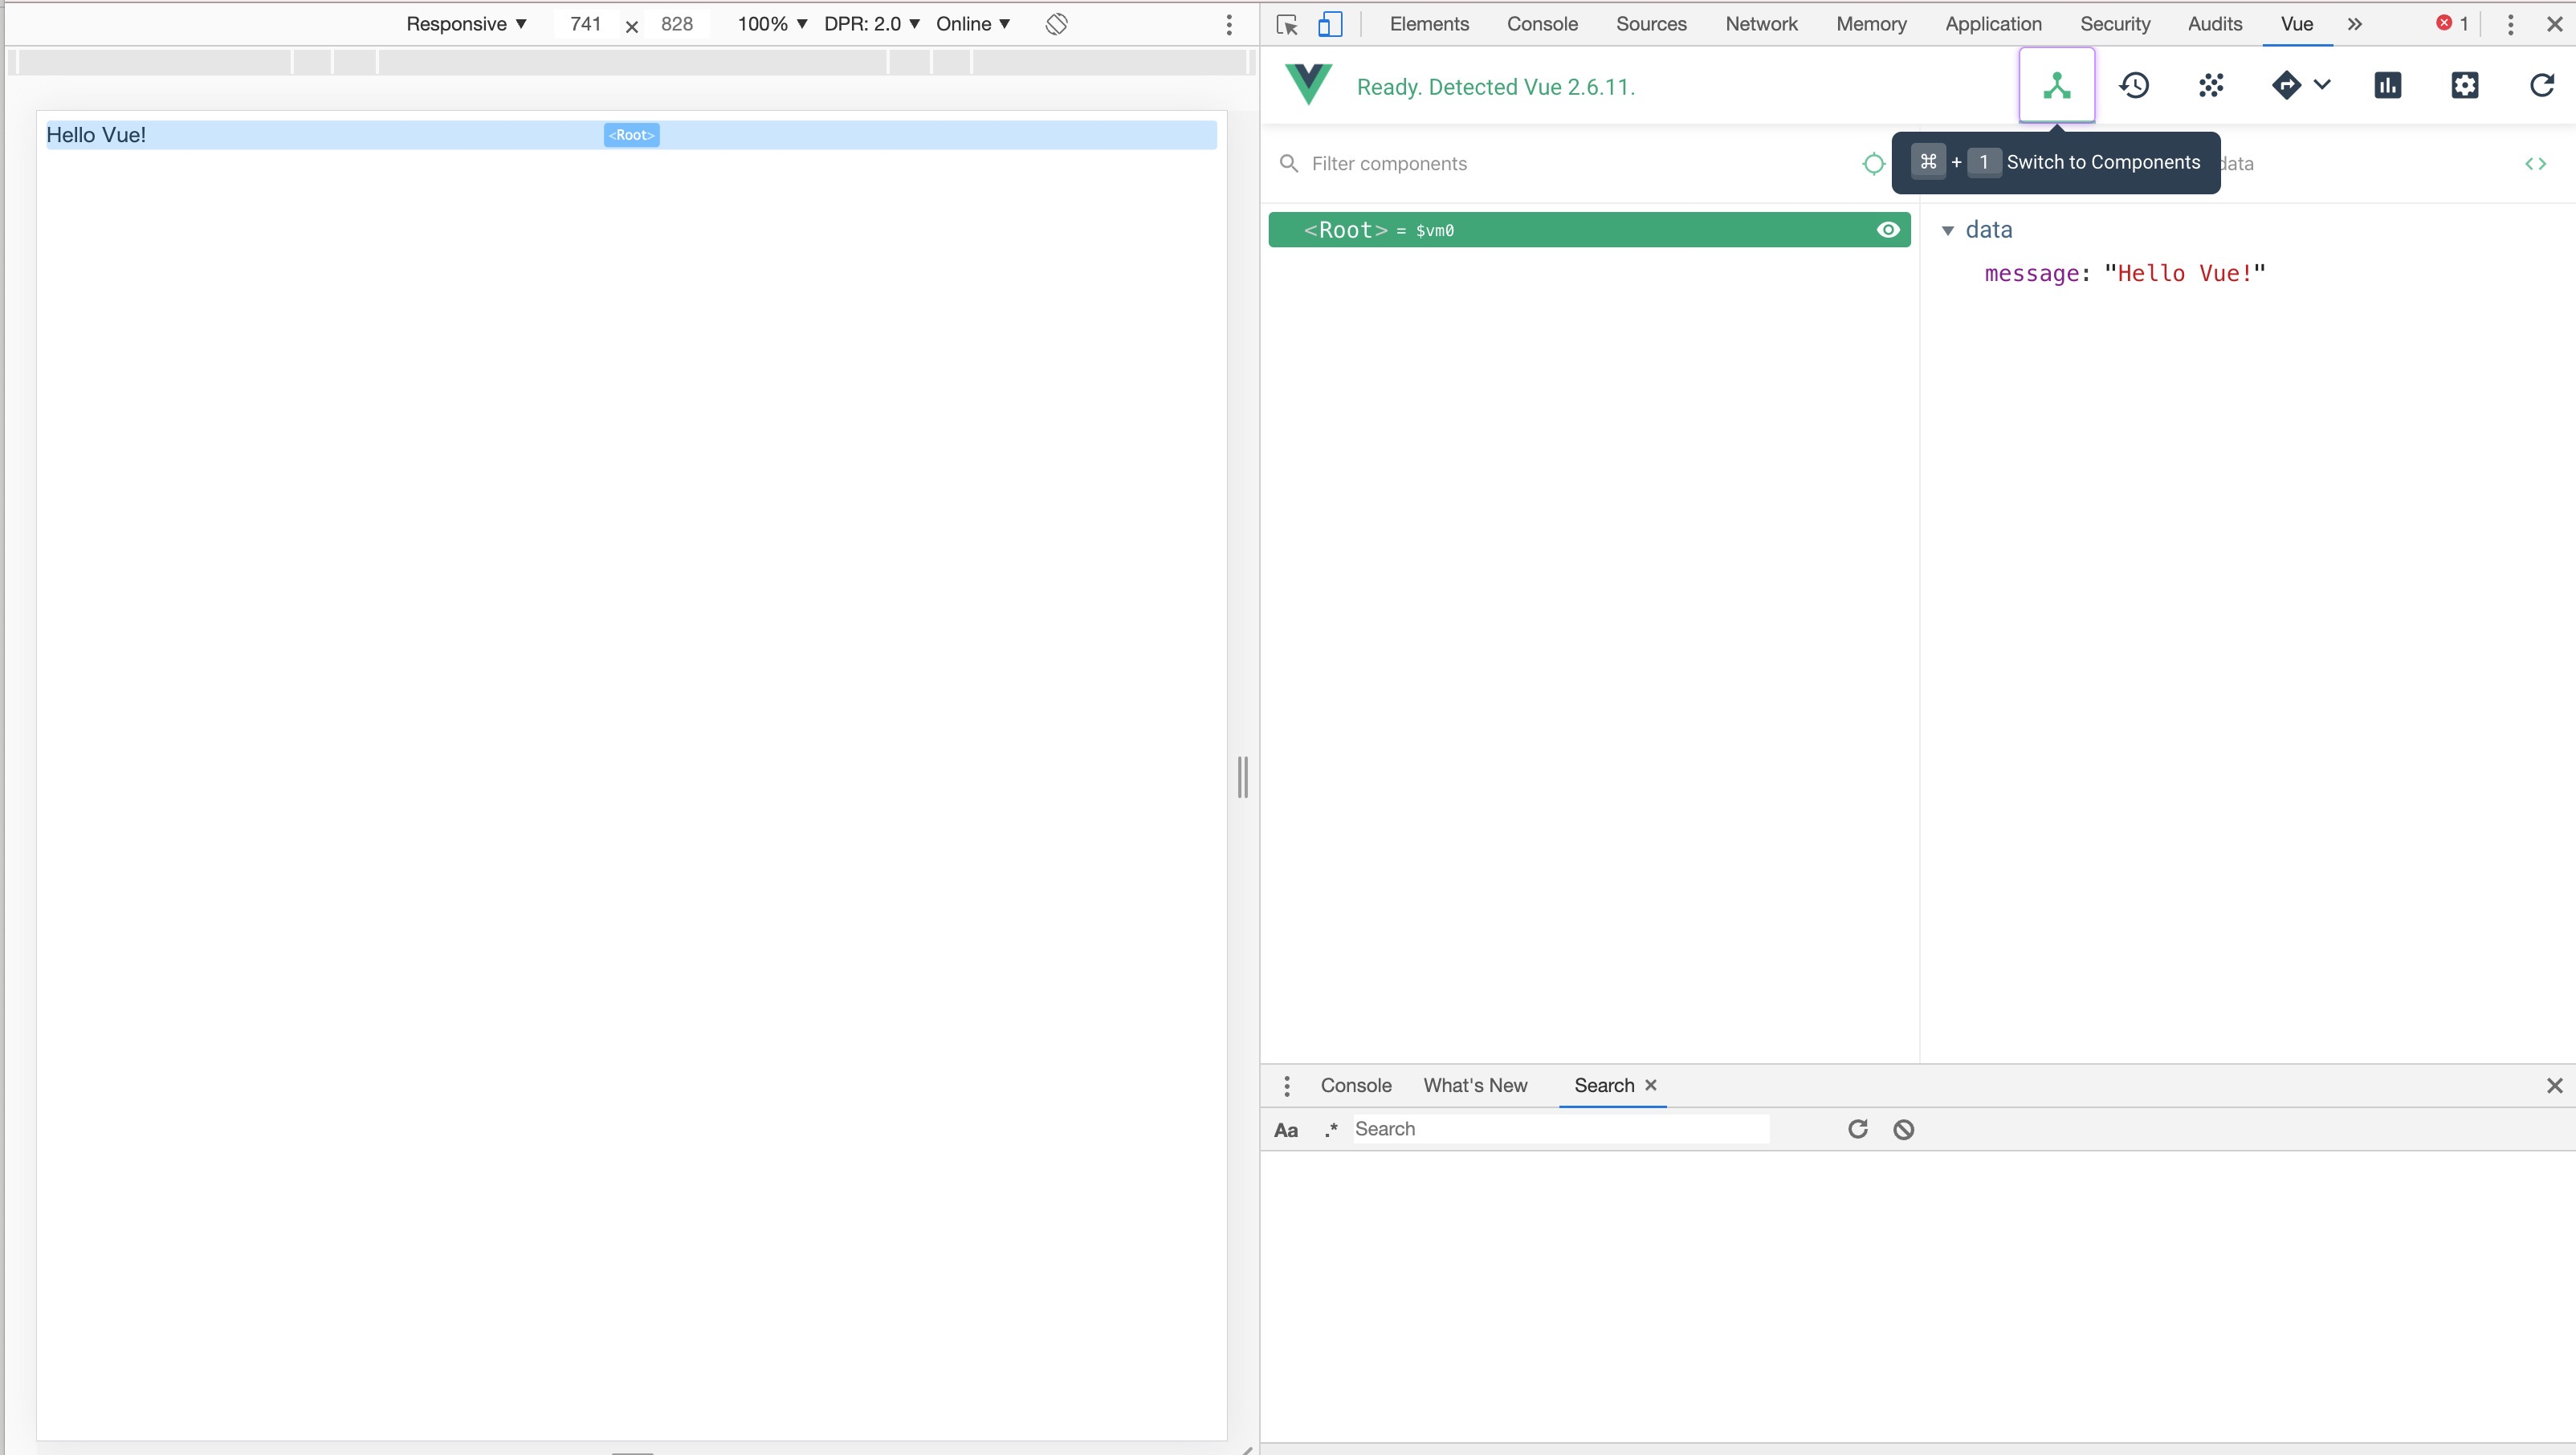 Responsive ▼ 741 × 828 100% ▼ DPR: 2.0 ▼ Online ▼
Elements Console Sources Network Memory Application Security Audits Vue » 1
Hello Vue! <Root>
Ready. Detected Vue 2.6.11.
Filter components
⌘ + 1 Switch to Components
data
<Root> = $vm0
▼ data
message: "Hello Vue!"
Console What's New Search ×
Aa .* Search